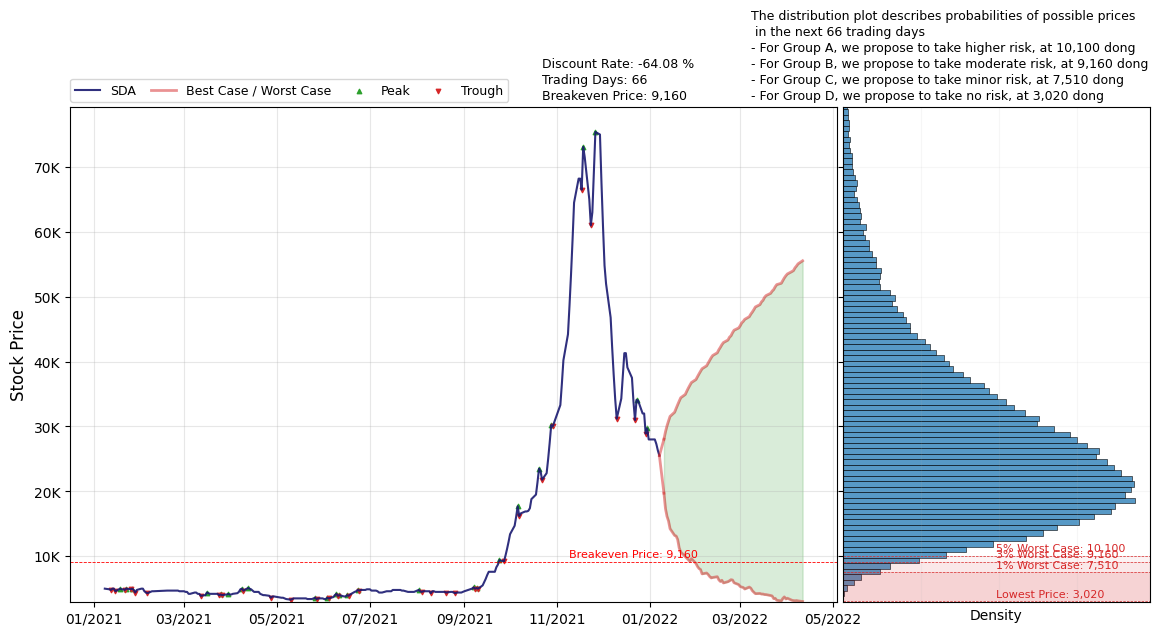 The distribution plot describes probabilities of possible prices
in the next 66 trading days
- For Group A, we propose to take higher risk, at 10,100 dong
- For Group B, we propose to take moderate risk, at 9,160 dong
- For Group C, we propose to take minor risk, at 7,510 dong
- For Group D, we propose to take no risk, at 3,020 dong
Discount Rate: -64.08 %
Trading Days: 66
Breakeven Price: 9,160
SDA
Best Case / Worst Case
Peak
Trough
Stock Price
70K
60K
50K
40K
30K
20K
10K
Breakeven Price: 9,160
01/2021
03/2021
05/2021
07/2021
09/2021
11/2021
01/2022
03/2022
05/2022
5% Worst Case: 10,100
3% Worst Case: 9,160
1% Worst Case: 7,510
Lowest Price: 3,020
Density